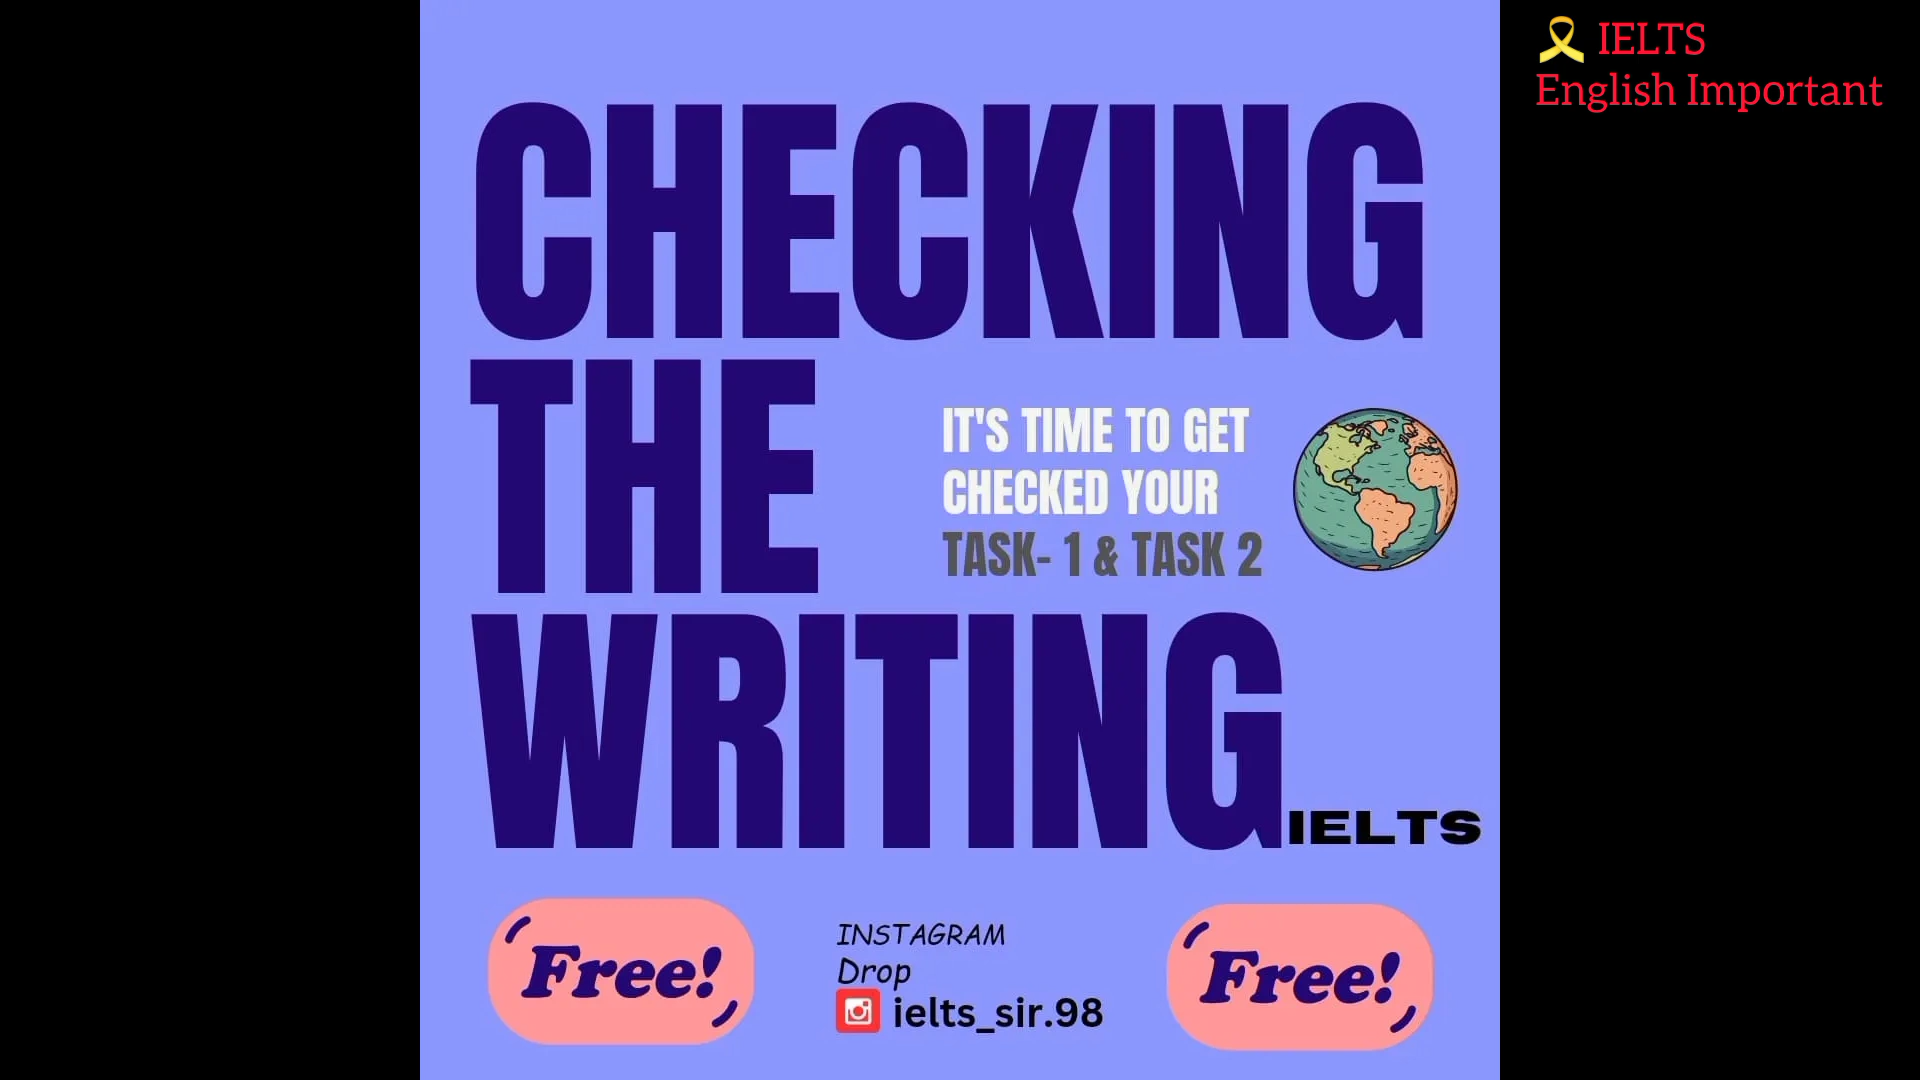 CHECKING
THE
IT'S TIME TO GET
CHECKED YOUR
TASK- 1 & TASK 2
WRITING
IELTS
Free!
INSTAGRAM
Drop
ielts_sir.98
Free!
🎗 IELTS
English Important